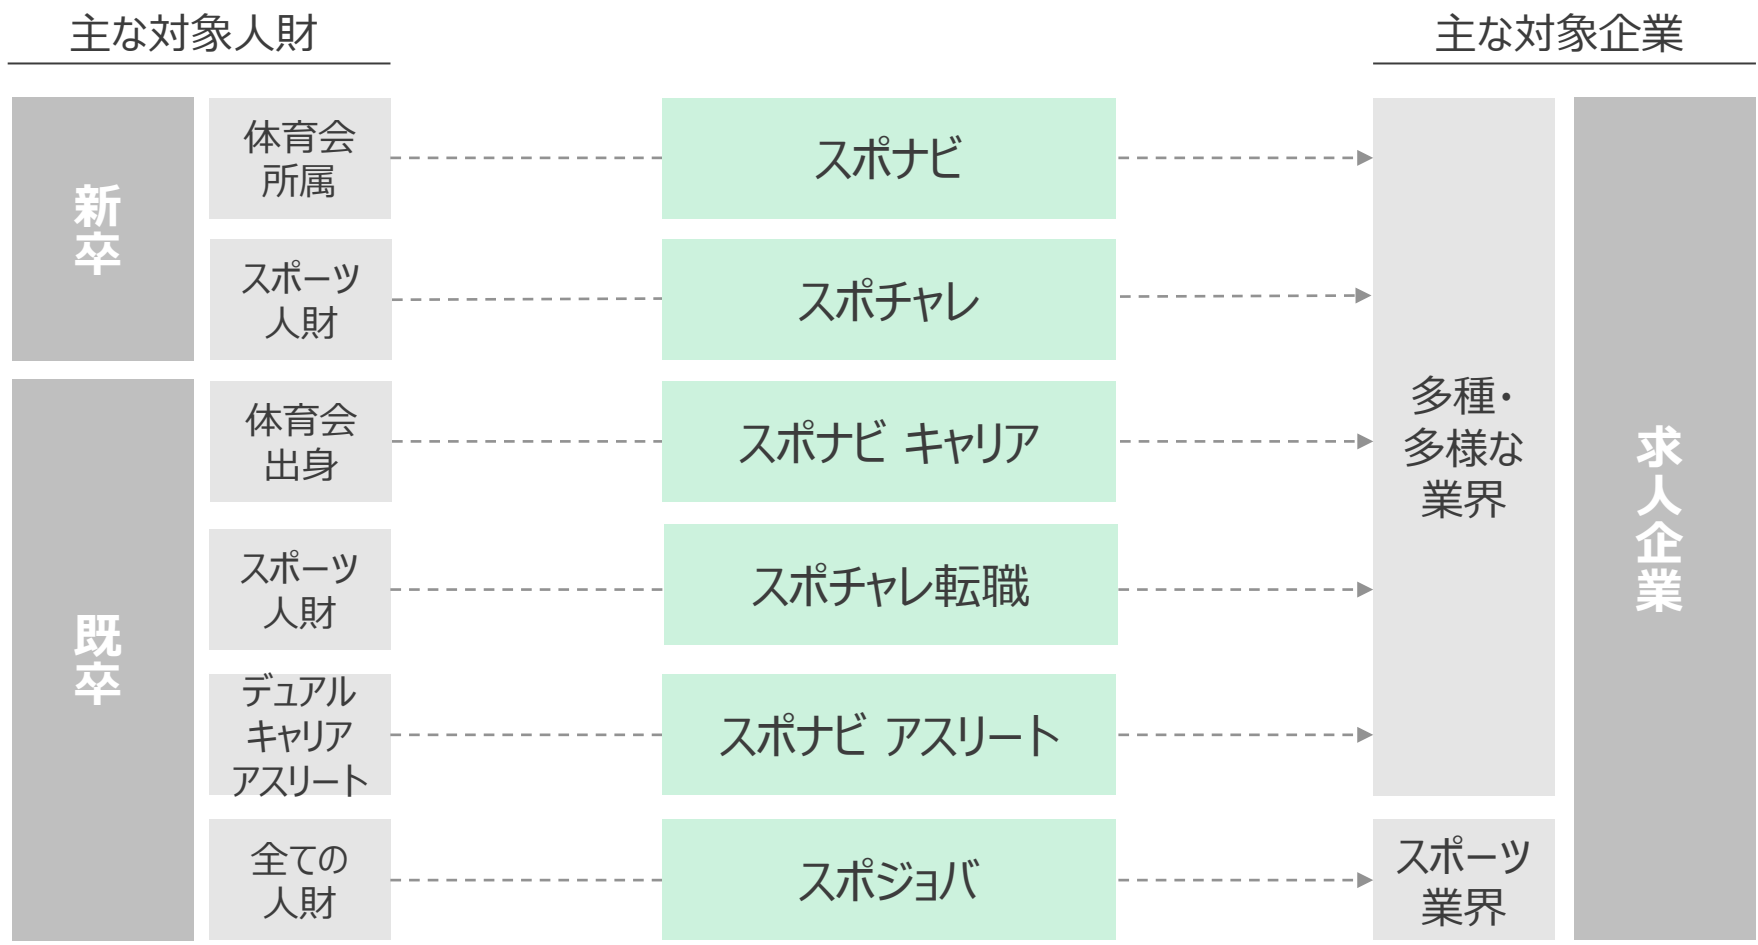 主な対象人財
主な対象企業
新卒
体育会
所属
スポナビ
スポーツ
人財
スポチャレ
既卒
体育会
出身
スポナビ キャリア
スポーツ
人財
スポチャレ転職
デュアル
キャリア
アスリート
スポナビ アスリート
全ての
人財
スポジョバ
多種・
多様な
業界
スポーツ
業界
求人企業